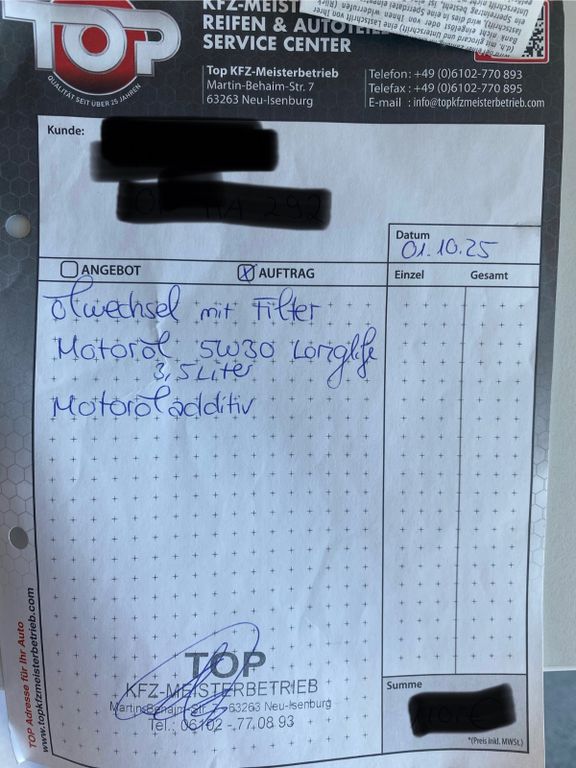 TOP
QUALITÄT SEIT ÜBER 25 JAHREN
KFZ-MEIST
REIFEN & AUTOTEILE
SERVICE CENTER
Top KFZ-Meisterbetrieb
Martin-Behaim-Str. 7
63263 Neu-Isenburg
Telefon: +49 (0)6102-770 893
Telefax: +49 (0)6102-770 895
E-mail : info@topkfzmeisterbetrieb.com
Kunde:
Datum
01.10.25
ANGEBOT
AUFTRAG
Einzel
Gesamt
Ölwechsel mit Filter
Motoröl 5W30 Longlife
3,5 Liter
Motoröladditiv
TOP
KFZ-MEISTERBETRIEB
Martin-Behaim-Str. 7 - 63263 Neu-Isenburg
Tel.: 06102 - 77 08 93
Summe
*(Preis inkl. MWSt.)
TOP Adresse für Ihr Auto
www.topkfzmeisterbetrieb.com